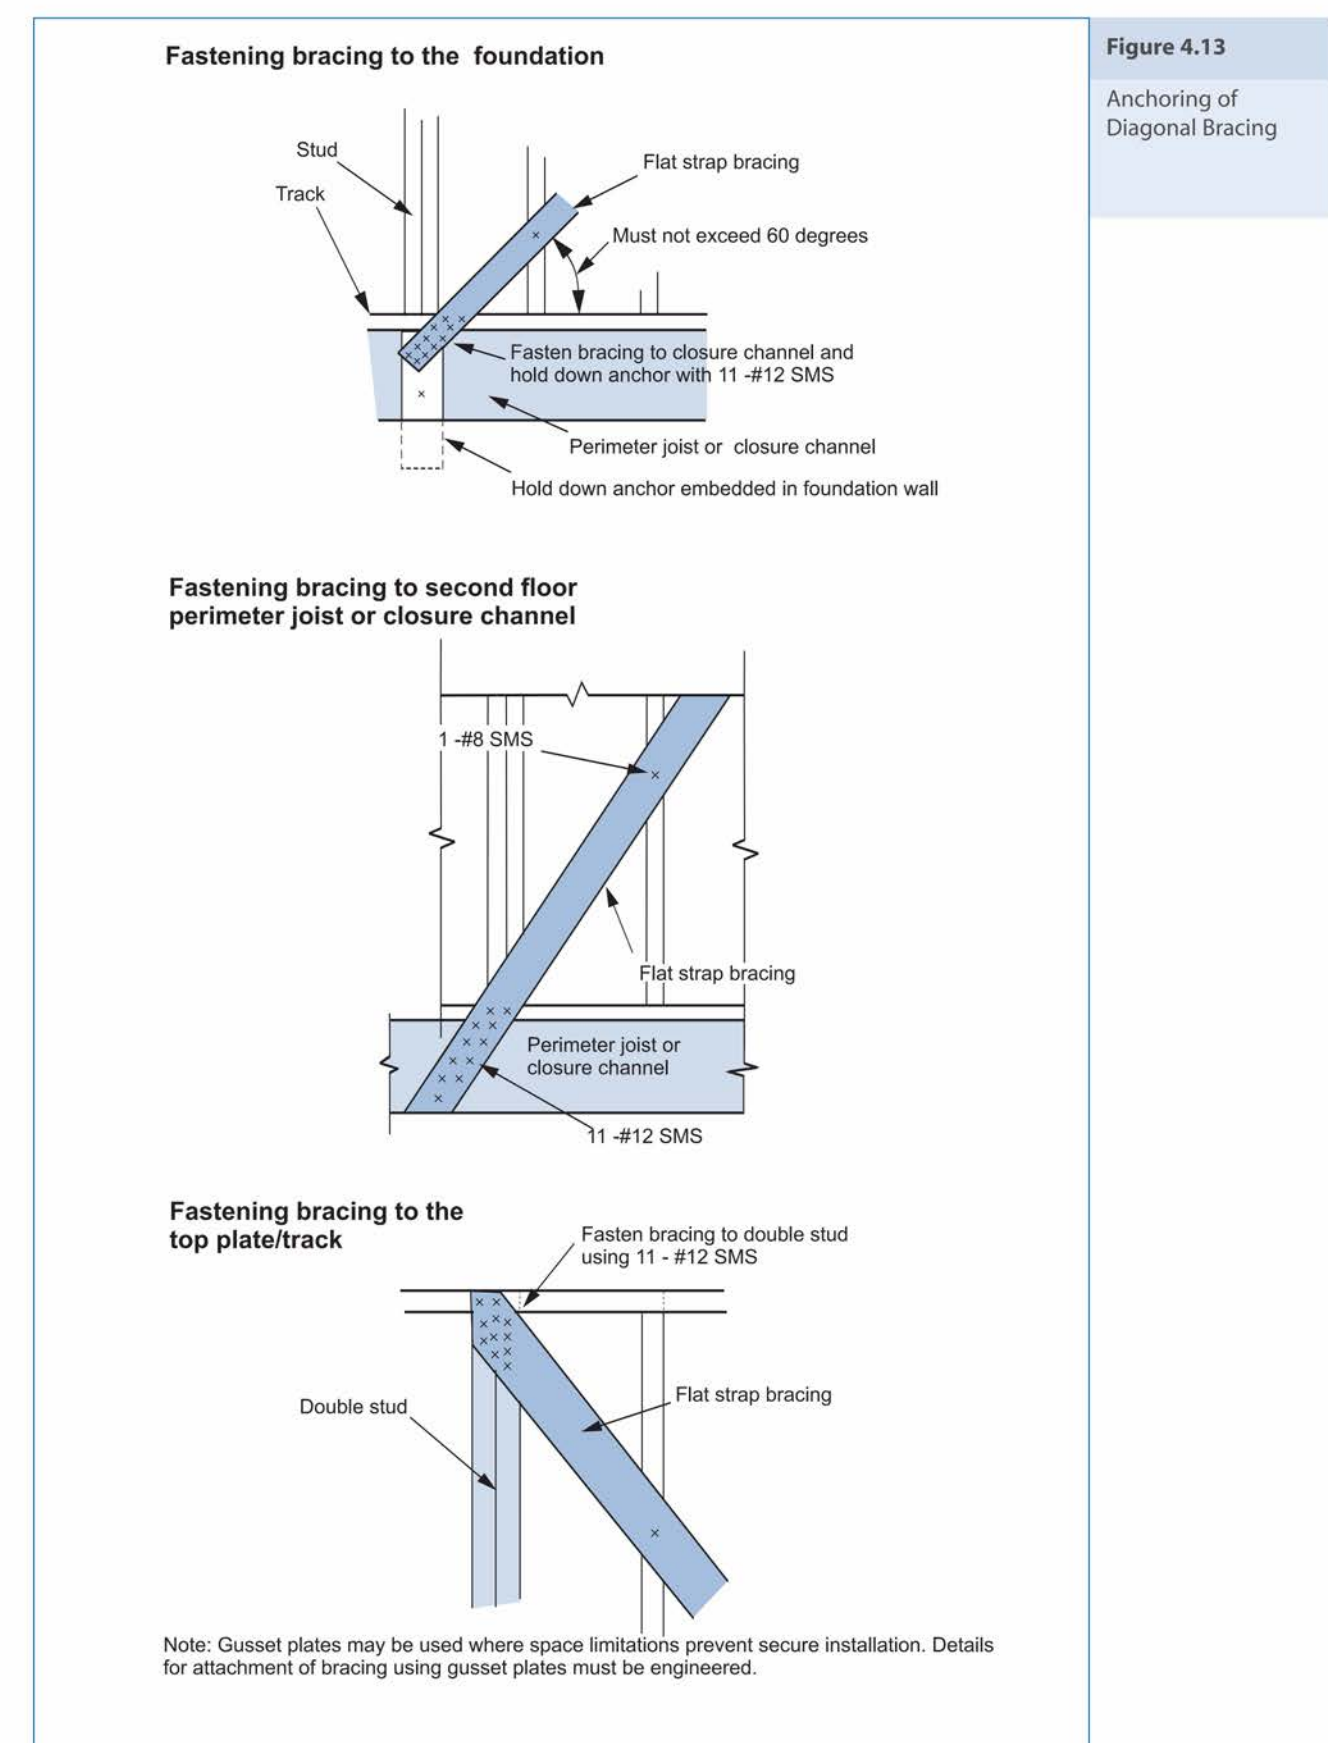 Figure 4.13
Anchoring of
Diagonal Bracing
Fastening bracing to the foundation
Stud
Flat strap bracing
Track
Must not exceed 60 degrees
Fasten bracing to closure channel and
hold down anchor with 11 -#12 SMS
Perimeter joist or closure channel
Hold down anchor embedded in foundation wall
Fastening bracing to second floor
perimeter joist or closure channel
1 -#8 SMS
Flat strap bracing
Perimeter joist or
closure channel
11 -#12 SMS
Fastening bracing to the
top plate/track
Fasten bracing to double stud
using 11 - #12 SMS
Flat strap bracing
Double stud
Note: Gusset plates may be used where space limitations prevent secure installation. Details
for attachment of bracing using gusset plates must be engineered.